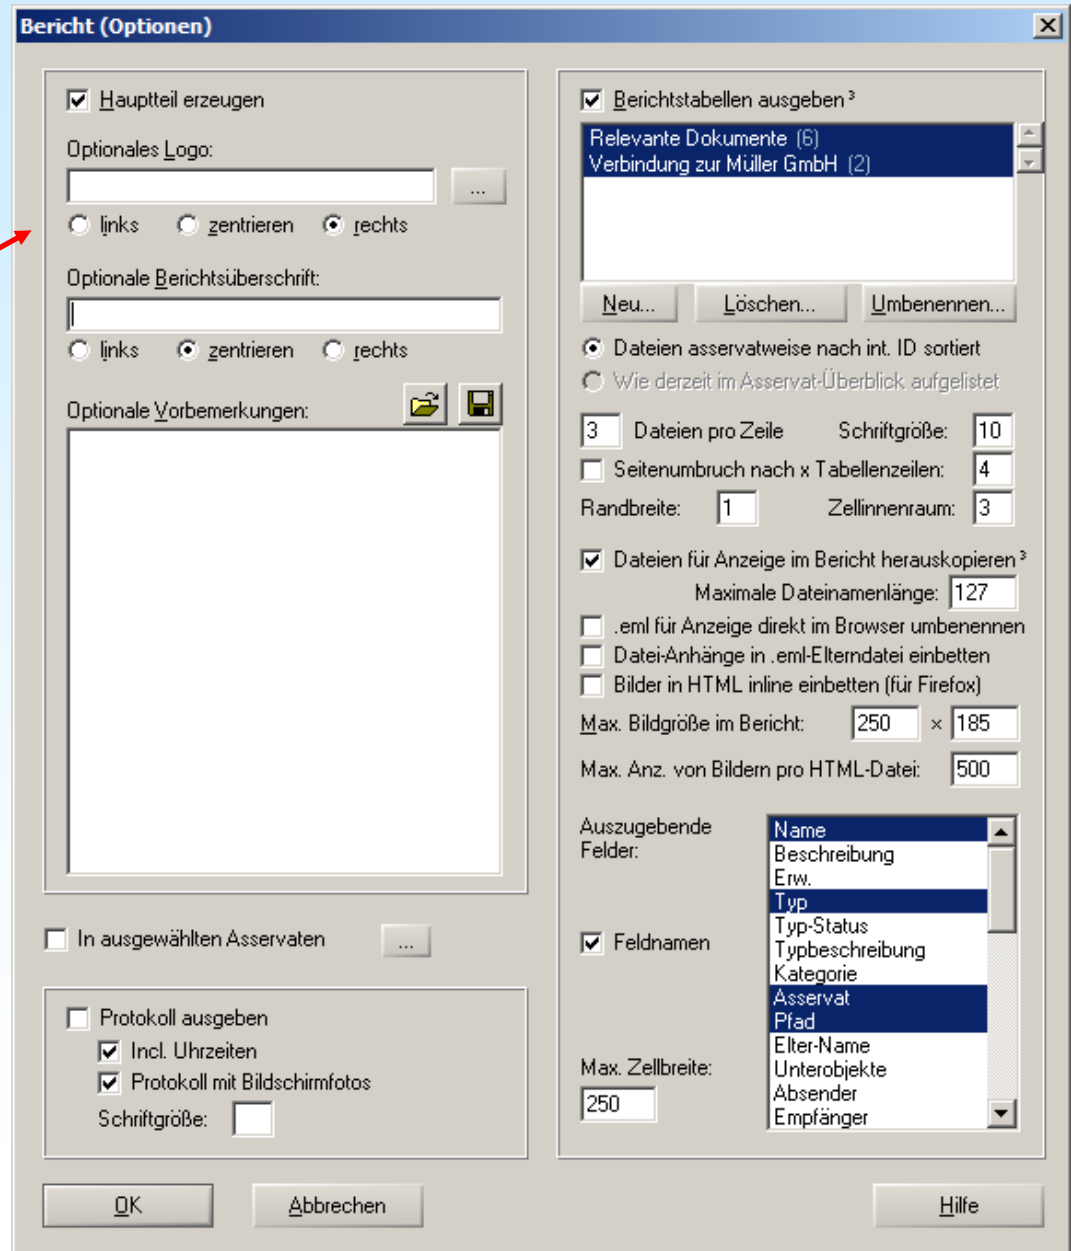 Bericht (Optionen)
Hauptteil erzeugen
Optionales Logo:
...
links zentrieren rechts
Optionale Berichtsüberschrift:
links zentrieren rechts
Optionale Vorbemerkungen:
In ausgewählten Asservaten ...
Protokoll ausgeben
Incl. Uhrzeiten
Protokoll mit Bildschirmfotos
Schriftgröße:
Berichtstabellen ausgeben ³
Relevante Dokumente (6)
Verbindung zur Müller GmbH (2)
Neu... Löschen... Umbenennen...
Dateien asservatweise nach int. ID sortiert
Wie derzeit im Asservat-Überblick aufgelistet
3 Dateien pro Zeile Schriftgröße: 10
Seitenumbruch nach x Tabellenzeilen: 4
Randbreite: 1 Zellinnenraum: 3
Dateien für Anzeige im Bericht herauskopieren ³
Maximale Dateinamenlänge: 127
.eml für Anzeige direkt im Browser umbenennen
Datei-Anhänge in .eml-Elterndatei einbetten
Bilder in HTML inline einbetten (für Firefox)
Max. Bildgröße im Bericht: 250 × 185
Max. Anz. von Bildern pro HTML-Datei: 500
Auszugebende
Felder:
Feldnamen
Max. Zellbreite:
250
Name
Beschreibung
Erw.
Typ
Typ-Status
Typbeschreibung
Kategorie
Asservat
Pfad
Elter-Name
Unterobjekte
Absender
Empfänger
OK Abbrechen Hilfe